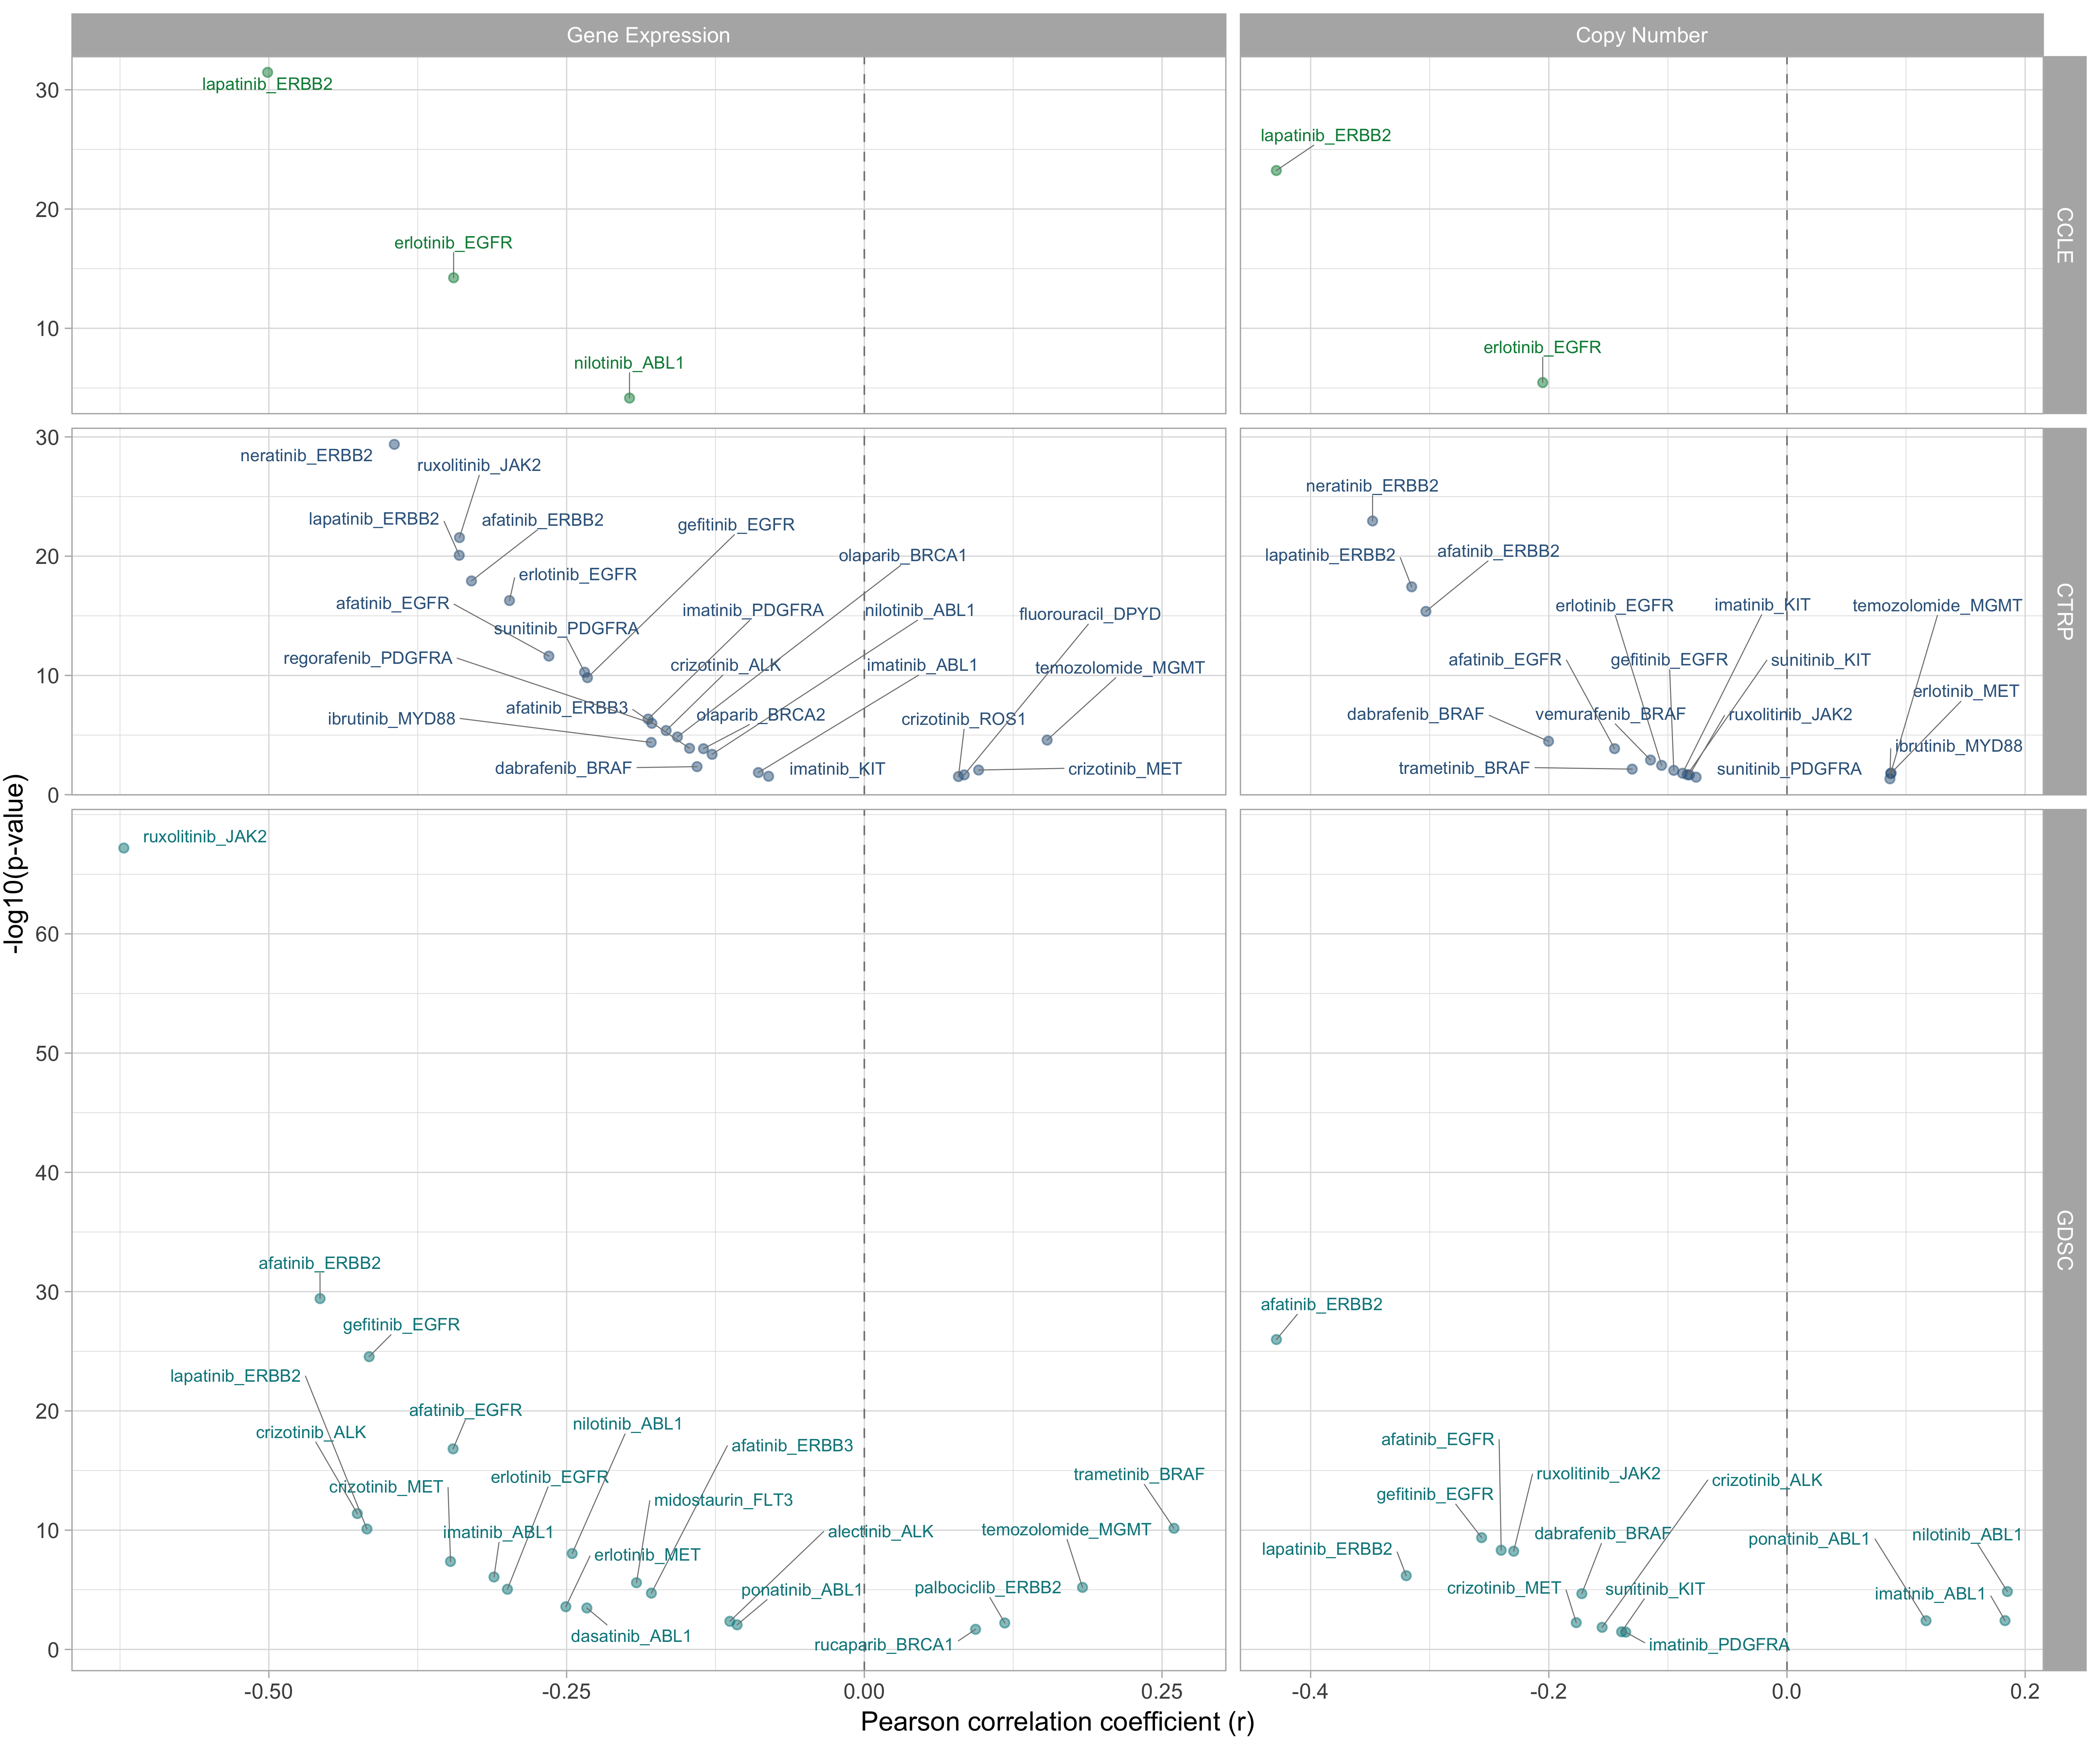 Gene Expression
Copy Number
CCLE
30
20
10
lapatinib_ERBB2
erlotinib_EGFR
nilotinib_ABL1
lapatinib_ERBB2
erlotinib_EGFR
CTRP
30
20
10
0
neratinib_ERBB2
ruxolitinib_JAK2
lapatinib_ERBB2
afatinib_ERBB2
gefitinib_EGFR
olaparib_BRCA1
erlotinib_EGFR
afatinib_EGFR
imatinib_PDGFRA
nilotinib_ABL1
fluorouracil_DPYD
sunitinib_PDGFRA
regorafenib_PDGFRA
crizotinib_ALK
imatinib_ABL1
temozolomide_MGMT
afatinib_ERBB3
ibrutinib_MYD88
olaparib_BRCA2
crizotinib_ROS1
dabrafenib_BRAF
imatinib_KIT
crizotinib_MET
neratinib_ERBB2
lapatinib_ERBB2
afatinib_ERBB2
erlotinib_EGFR
imatinib_KIT
temozolomide_MGMT
afatinib_EGFR
gefitinib_EGFR
sunitinib_KIT
erlotinib_MET
dabrafenib_BRAF
vemurafenib_BRAF
ruxolitinib_JAK2
ibrutinib_MYD88
trametinib_BRAF
sunitinib_PDGFRA
GDSC
60
50
40
30
20
10
0
ruxolitinib_JAK2
afatinib_ERBB2
gefitinib_EGFR
lapatinib_ERBB2
afatinib_EGFR
crizotinib_ALK
nilotinib_ABL1
afatinib_ERBB3
crizotinib_MET
erlotinib_EGFR
trametinib_BRAF
midostaurin_FLT3
imatinib_ABL1
alectinib_ALK
temozolomide_MGMT
erlotinib_MET
ponatinib_ABL1
palbociclib_ERBB2
dasatinib_ABL1
rucaparib_BRCA1
afatinib_ERBB2
afatinib_EGFR
ruxolitinib_JAK2
crizotinib_ALK
gefitinib_EGFR
dabrafenib_BRAF
ponatinib_ABL1
nilotinib_ABL1
lapatinib_ERBB2
crizotinib_MET
sunitinib_KIT
imatinib_ABL1
imatinib_PDGFRA
-0.50
-0.25
0.00
0.25
-0.4
-0.2
0.0
0.2
Pearson correlation coefficient (r)
-log10(p-value)